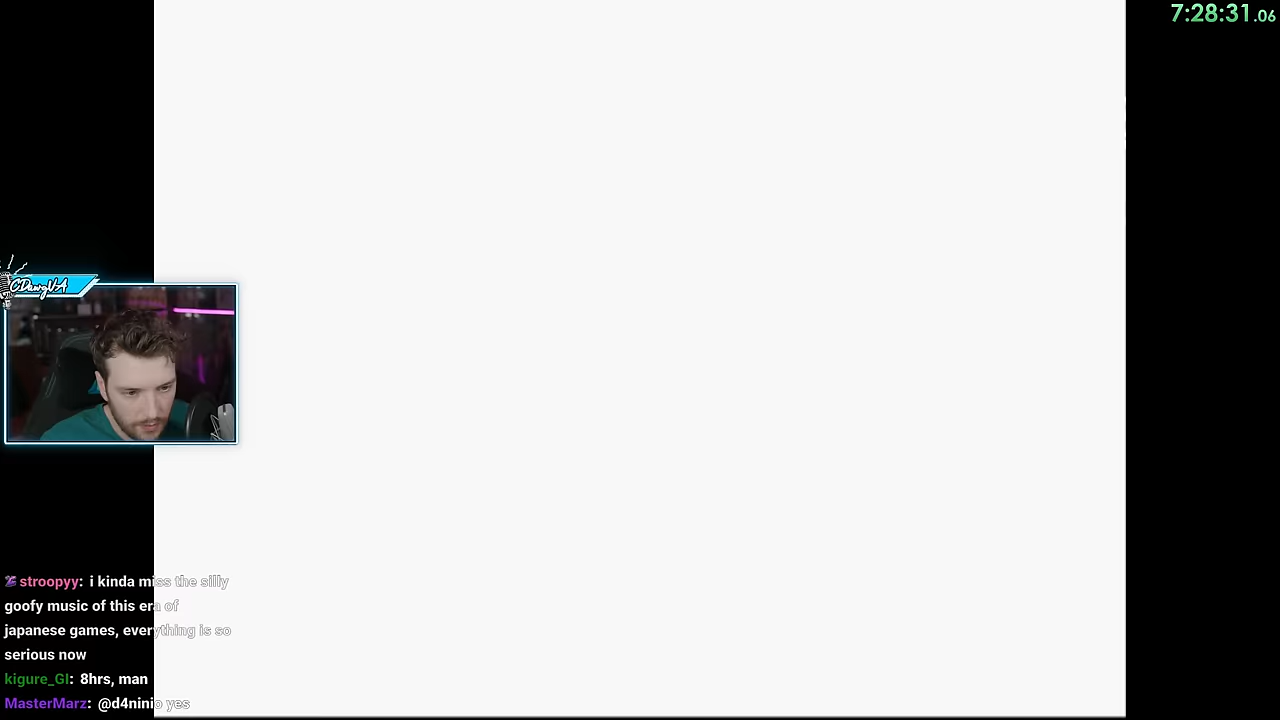 7:28:31.06
CDawgVA
stroopyy: i kinda miss the silly
goofy music of this era of
japanese games, everything is so
serious now
kigure_GI: 8hrs, man
MasterMarz: @d4ninio yes